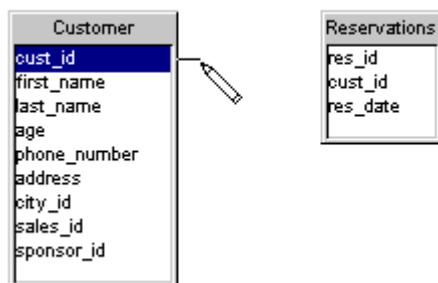 Customer
cust_id
first_name
last_name
age
phone_number
address
city_id
sales_id
sponsor_id
Reservations
res_id
cust_id
res_date